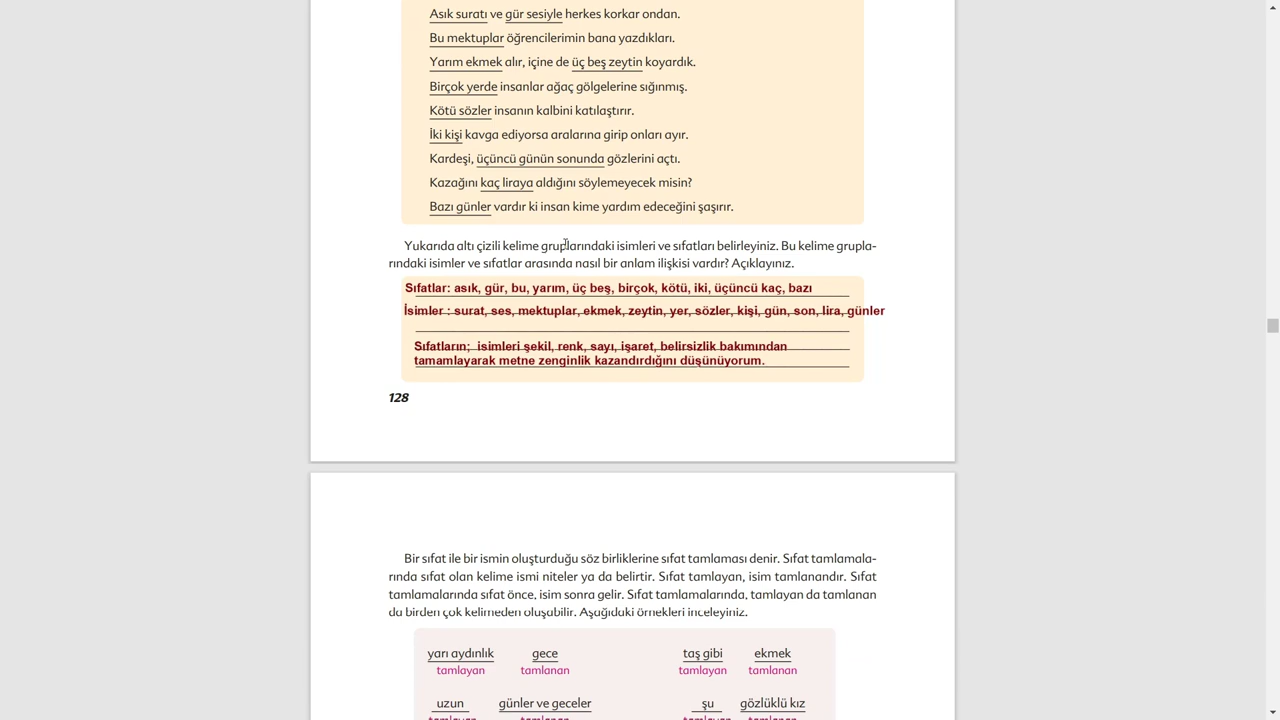 Asık suratı ve gür sesiyle herkes korkar ondan.
Bu mektuplar öğrencilerimin bana yazdıkları.
Yarım ekmek alır, içine de üç beş zeytin koyardık.
Birçok yerde insanlar ağaç gölgelerine sığınmış.
Kötü sözler insanın kalbini katılaştırır.
İki kişi kavga ediyorsa aralarına girip onları ayır.
Kardeşi, üçüncü günün sonunda gözlerini açtı.
Kazağını kaç liraya aldığını söylemeyecek misin?
Bazı günler vardır ki insan kime yardım edeceğini şaşırır.
Yukarıda altı çizili kelime gruplarındaki isimleri ve sıfatları belirleyiniz. Bu kelime grupla-
rındaki isimler ve sıfatlar arasında nasıl bir anlam ilişkisi vardır? Açıklayınız.
Sıfatlar: asık, gür, bu, yarım, üç beş, birçok, kötü, iki, üçüncü kaç, bazı
İsimler : surat, ses, mektuplar, ekmek, zeytin, yer, sözler, kişi, gün, son, lira, günler
Sıfatların; isimleri şekil, renk, sayı, işaret, belirsizlik bakımından
tamamlayarak metne zenginlik kazandırdığını düşünüyorum.
128
Bir sıfat ile bir ismin oluşturduğu söz birliklerine sıfat tamlaması denir. Sıfat tamlamala-
rında sıfat olan kelime ismi niteler ya da belirtir. Sıfat tamlayan, isim tamlanandır. Sıfat
tamlamalarında sıfat önce, isim sonra gelir. Sıfat tamlamalarında, tamlayan da tamlanan
da birden çok kelimeden oluşabilir. Aşağıdaki örnekleri inceleyiniz.
yarı aydınlık gece taş gibi ekmek
tamlayan tamlanan tamlayan tamlanan
uzun günler ve geceler şu gözlüklü kız
tamlayan tamlanan tamlayan tamlanan